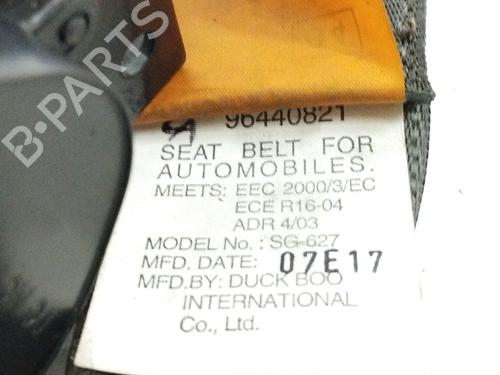 B-PARTS
96440821
SEAT BELT FOR
AUTOMOBILES.
MEETS: EEC 2000/3/EC
ECE R16-04
ADR 4/03
MODEL No. : SG-627
MFD. DATE: 07E17
MFD.BY: DUCK BOO
INTERNATIONAL
Co., Ltd.